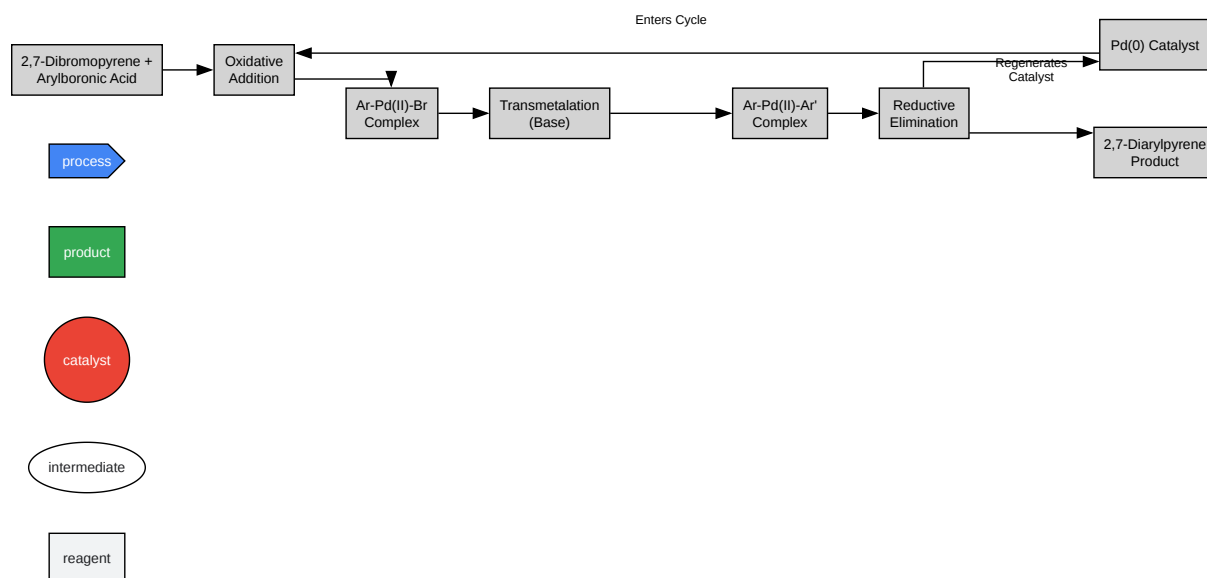 Enters Cycle
2,7-Dibromopyrene +
Arylboronic Acid
Oxidative
Addition
Pd(0) Catalyst
Regenerates
Catalyst
Ar-Pd(II)-Br
Complex
Transmetalation
(Base)
Ar-Pd(II)-Ar'
Complex
Reductive
Elimination
2,7-Diarylpyrene
Product
process
product
catalyst
intermediate
reagent